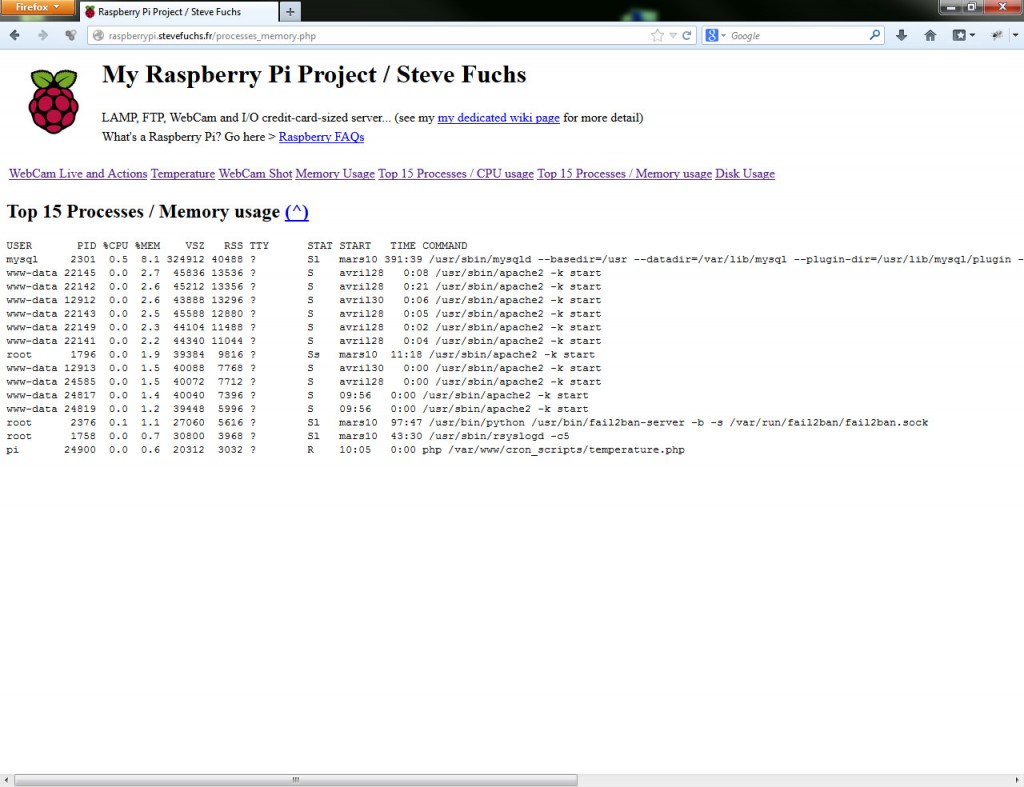 Firefox
Raspberry Pi Project / Steve Fuchs
raspberrypi.stevefuchs.fr/processes_memory.php
Google
My Raspberry Pi Project / Steve Fuchs
LAMP, FTP, WebCam and I/O credit-card-sized server... (see my my dedicated wiki page for more detail)
What's a Raspberry Pi? Go here > Raspberry FAQs
WebCam Live and Actions Temperature WebCam Shot Memory Usage Top 15 Processes / CPU usage Top 15 Processes / Memory usage Disk Usage
Top 15 Processes / Memory usage (^)
USER PID %CPU %MEM VSZ RSS TTY STAT START TIME COMMAND
mysql 2301 0.5 8.1 324912 40488 ? Sl mars10 391:39 /usr/sbin/mysqld --basedir=/usr --datadir=/var/lib/mysql --plugin-dir=/usr/lib/mysql/plugin -
www-data 22145 0.0 2.7 45836 13536 ? S avril28 0:08 /usr/sbin/apache2 -k start
www-data 22142 0.0 2.6 45212 13356 ? S avril28 0:21 /usr/sbin/apache2 -k start
www-data 12912 0.0 2.6 43888 13296 ? S avril30 0:06 /usr/sbin/apache2 -k start
www-data 22143 0.0 2.5 45588 12880 ? S avril28 0:05 /usr/sbin/apache2 -k start
www-data 22149 0.0 2.3 44104 11488 ? S avril28 0:02 /usr/sbin/apache2 -k start
www-data 22141 0.0 2.2 44340 11044 ? S avril28 0:04 /usr/sbin/apache2 -k start
root 1796 0.0 1.9 39384 9816 ? Ss mars10 11:18 /usr/sbin/apache2 -k start
www-data 12913 0.0 1.5 40088 7768 ? S avril30 0:00 /usr/sbin/apache2 -k start
www-data 24585 0.0 1.5 40072 7712 ? S avril28 0:00 /usr/sbin/apache2 -k start
www-data 24817 0.0 1.4 40040 7396 ? S 09:56 0:00 /usr/sbin/apache2 -k start
www-data 24819 0.0 1.2 39448 5996 ? S 09:56 0:00 /usr/sbin/apache2 -k start
root 2376 0.1 1.1 27060 5616 ? Sl mars10 97:47 /usr/bin/python /usr/bin/fail2ban-server -b -s /var/run/fail2ban/fail2ban.sock
root 1758 0.0 0.7 30800 3968 ? Sl mars10 43:30 /usr/sbin/rsyslogd -c5
pi 24900 0.0 0.6 20312 3032 ? R 10:05 0:00 php /var/www/cron_scripts/temperature.php